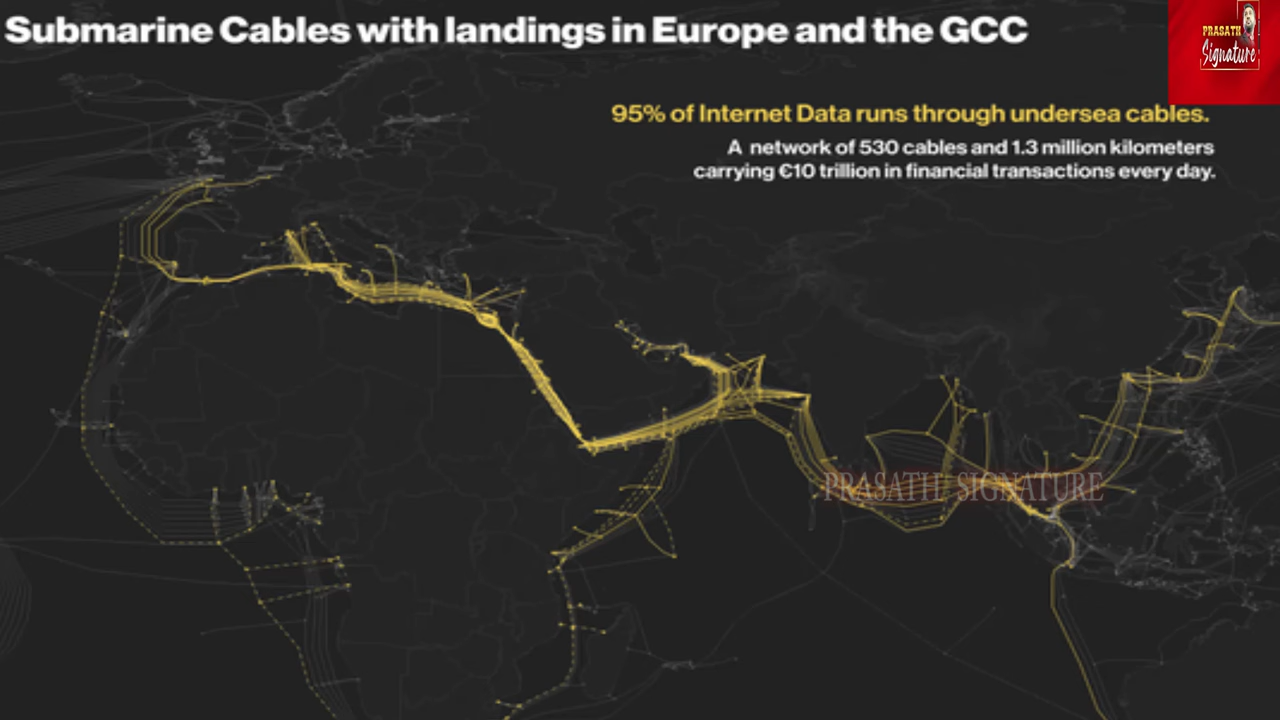 Submarine Cables with landings in Europe and the GCC
PRASATH
Signature
95% of Internet Data runs through undersea cables.
A network of 530 cables and 1.3 million kilometers
carrying €10 trillion in financial transactions every day.
PRASATH SIGNATURE